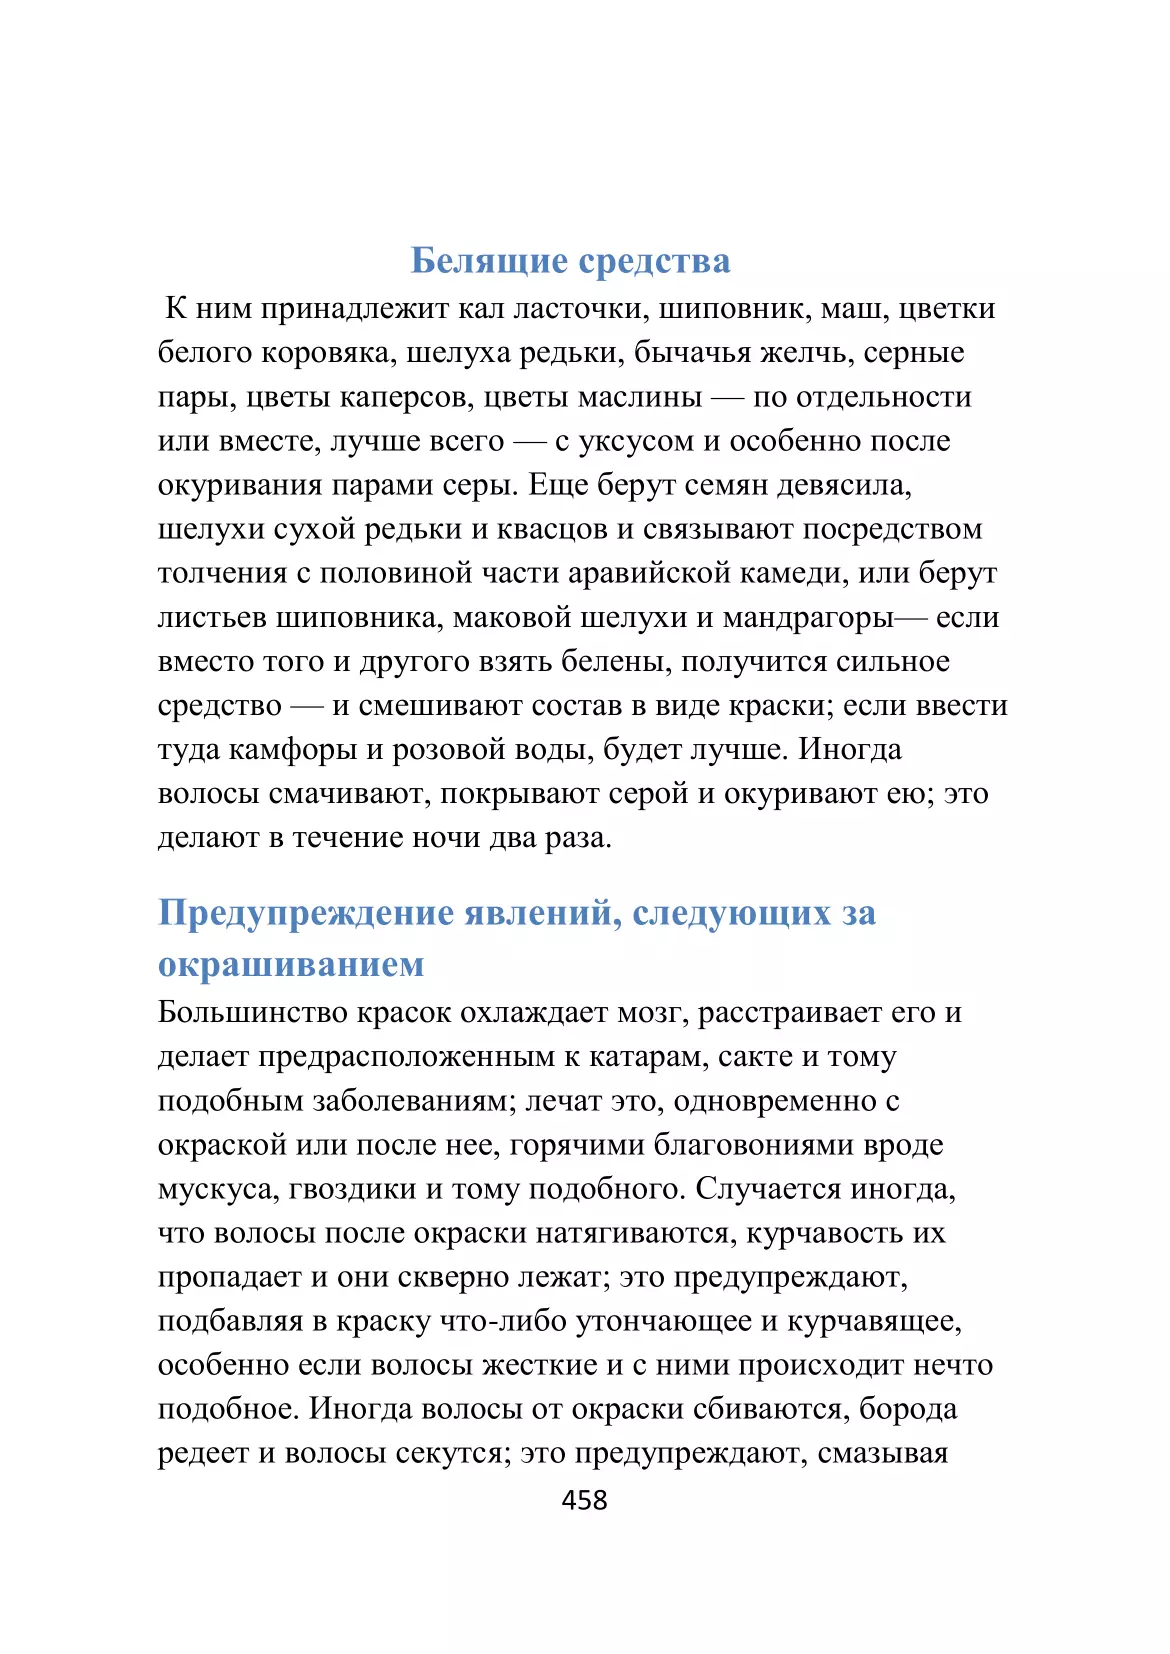 Белящие средства
К ним принадлежит кал ласточки, шиповник, маш, цветки
белого коровяка, шелуха редьки, бычачья желчь, серные
пары, цветы каперсов, цветы маслины — по отдельности
или вместе, лучше всего — с уксусом и особенно после
окуривания парами серы. Еще берут семян девясила,
шелухи сухой редьки и квасцов и связывают посредством
толчения с половиной части аравийской камеди, или берут
листьев шиповника, маковой шелухи и мандрагоры— если
вместо того и другого взять белены, получится сильное
средство — и смешивают состав в виде краски; если ввести
туда камфоры и розовой воды, будет лучше. Иногда
волосы смачивают, покрывают серой и окуривают ею; это
делают в течение ночи два раза.
Предупреждение явлений, следующих за
окрашиванием
Большинство красок охлаждает мозг, расстраивает его и
делает предрасположенным к катарам, сакте и тому
подобным заболеваниям; лечат это, одновременно с
окраской или после нее, горячими благовониями вроде
мускуса, гвоздики и тому подобного. Случается иногда,
что волосы после окраски натягиваются, курчавость их
пропадает и они скверно лежат; это предупреждают,
подбавляя в краску что-либо утончающее и курчавящее,
особенно если волосы жесткие и с ними происходит нечто
подобное. Иногда волосы от окраски сбиваются, борода
редеет и волосы секутся; это предупреждают, смазывая
458